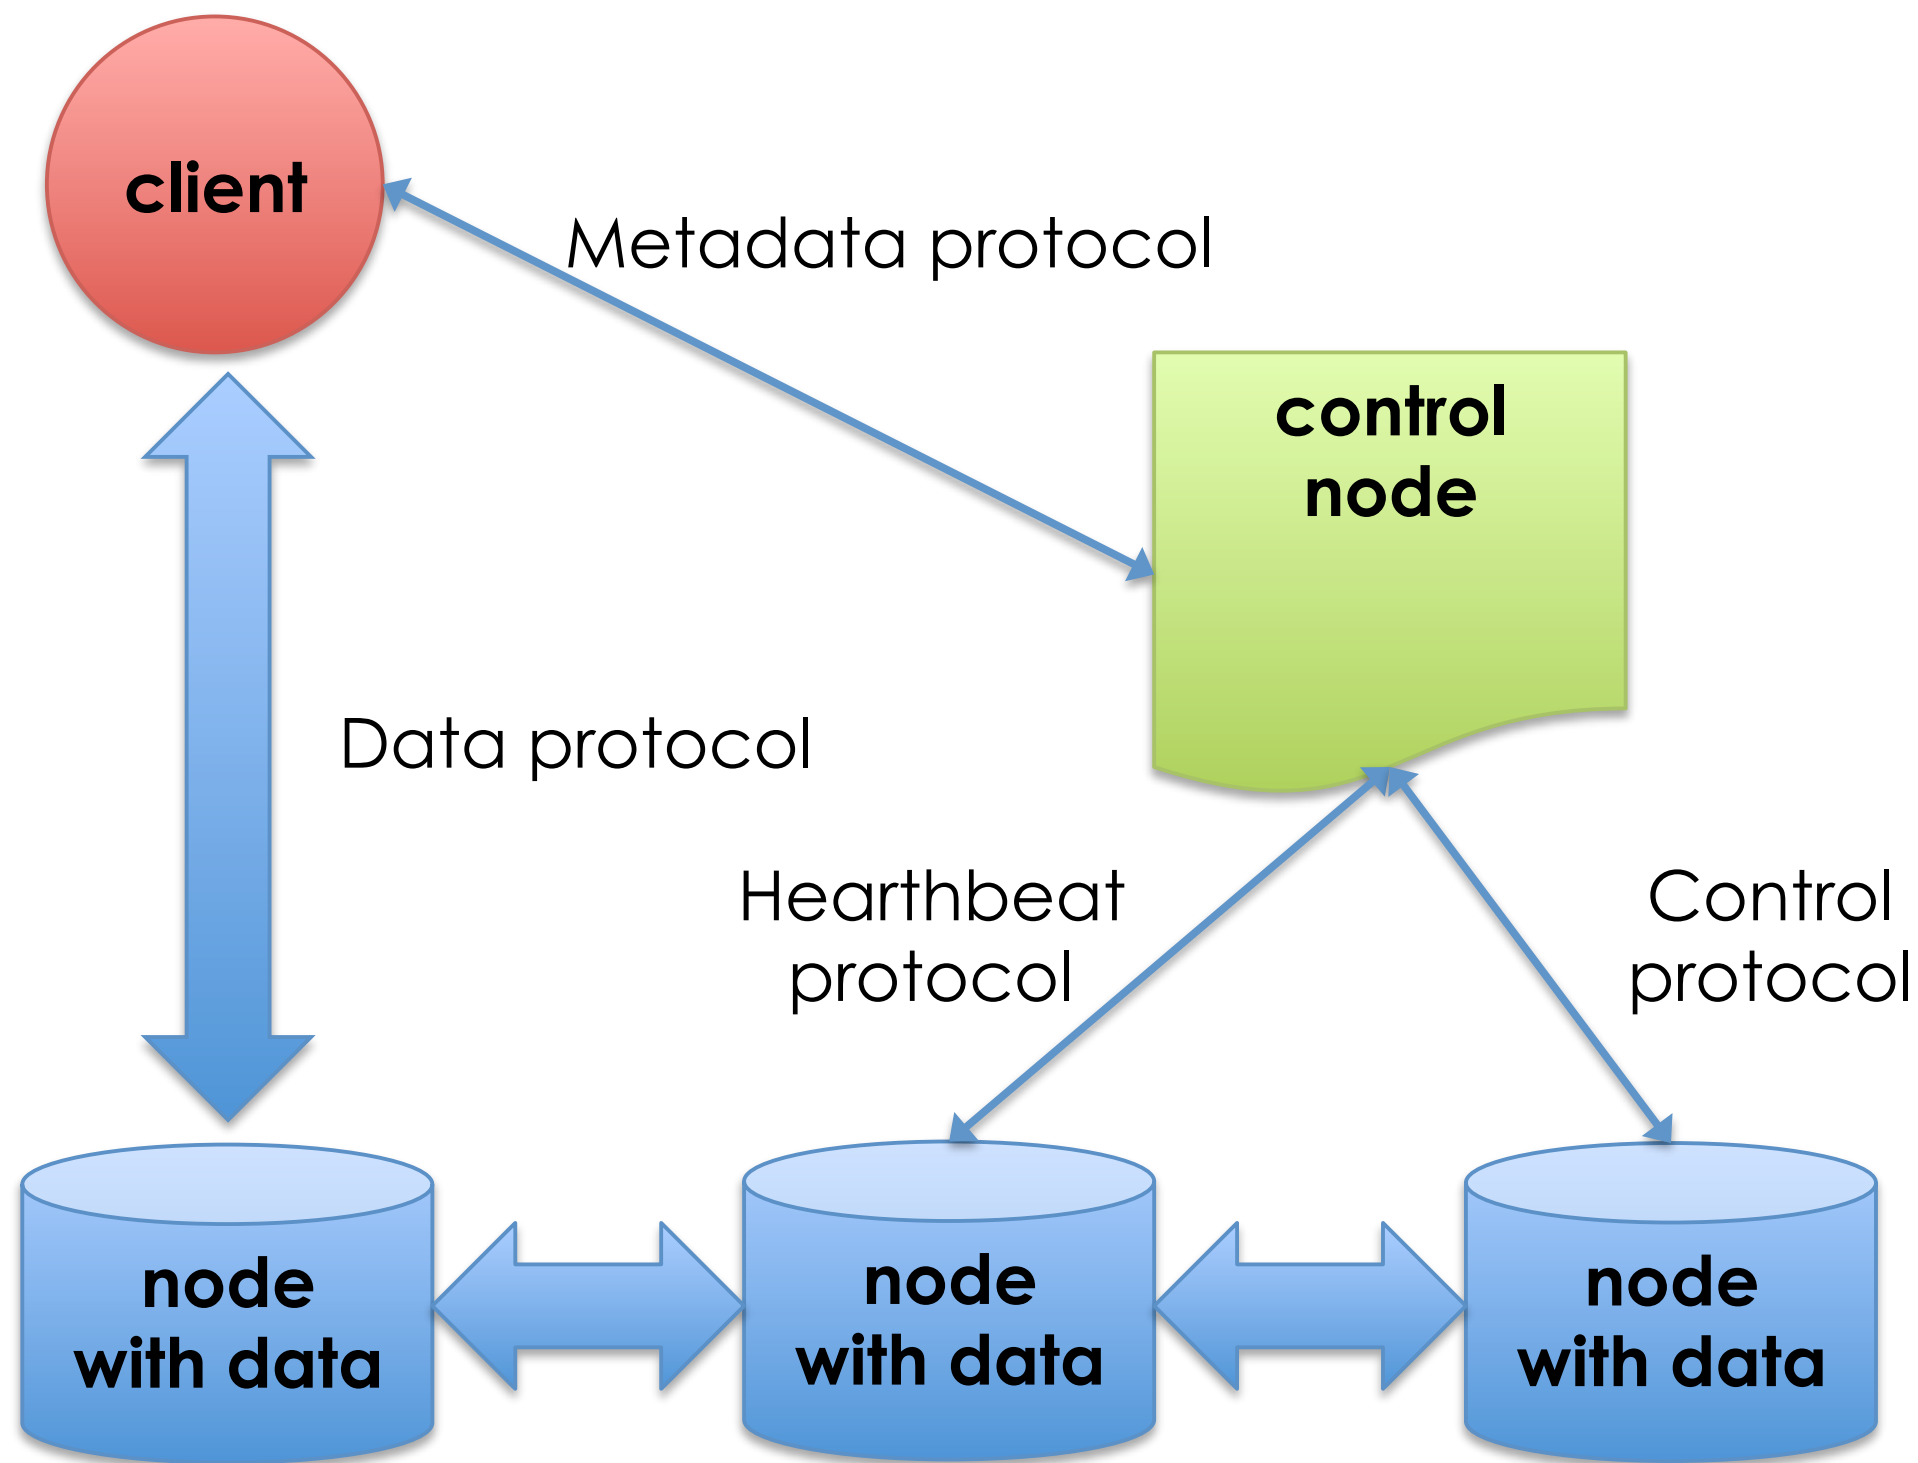 client
Metadata protocol
control
node
Data protocol
Hearthbeat
protocol
Control
protocol
node
with data
node
with data
node
with data